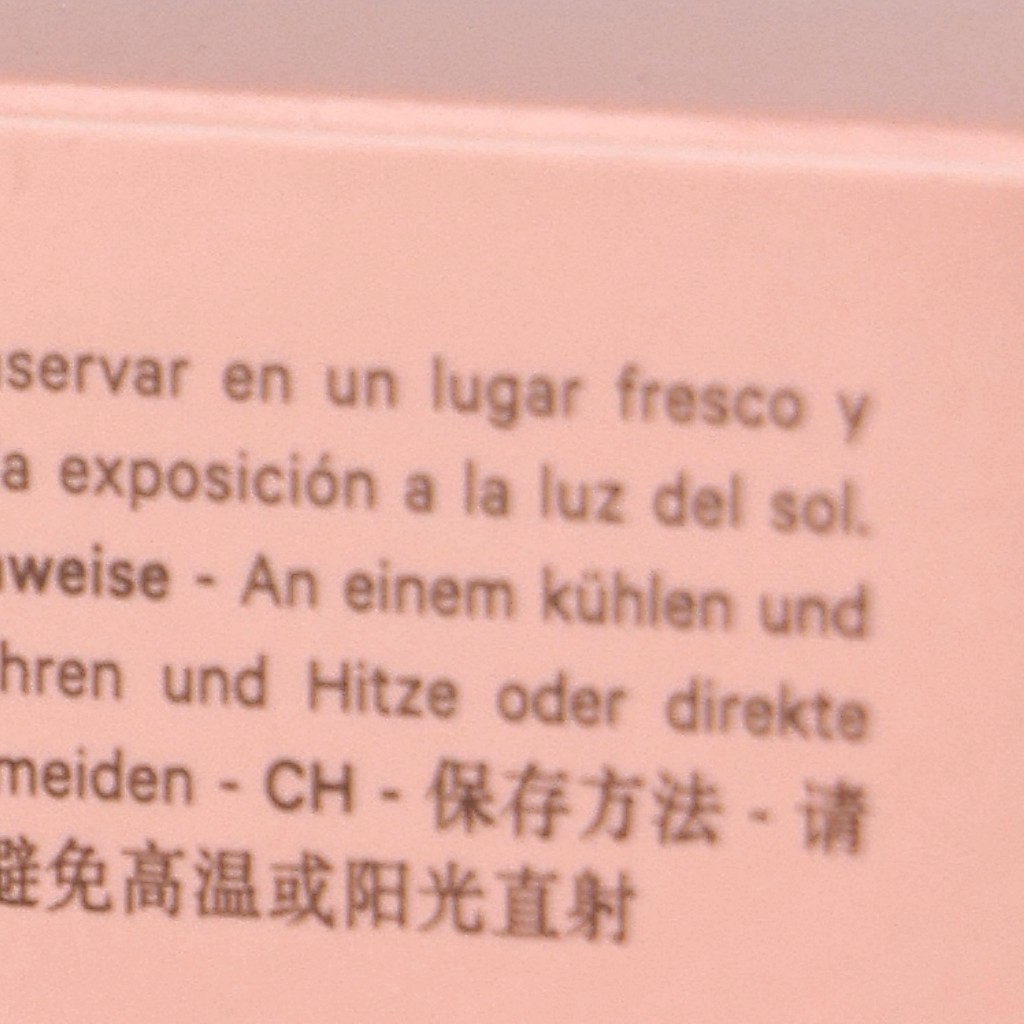 servar en un lugar fresco y
a exposición a la luz del sol.
weise - An einem kühlen und
hren und Hitze oder direkte
meiden - CH - 保存方法 - 请
避免高温或阳光直射